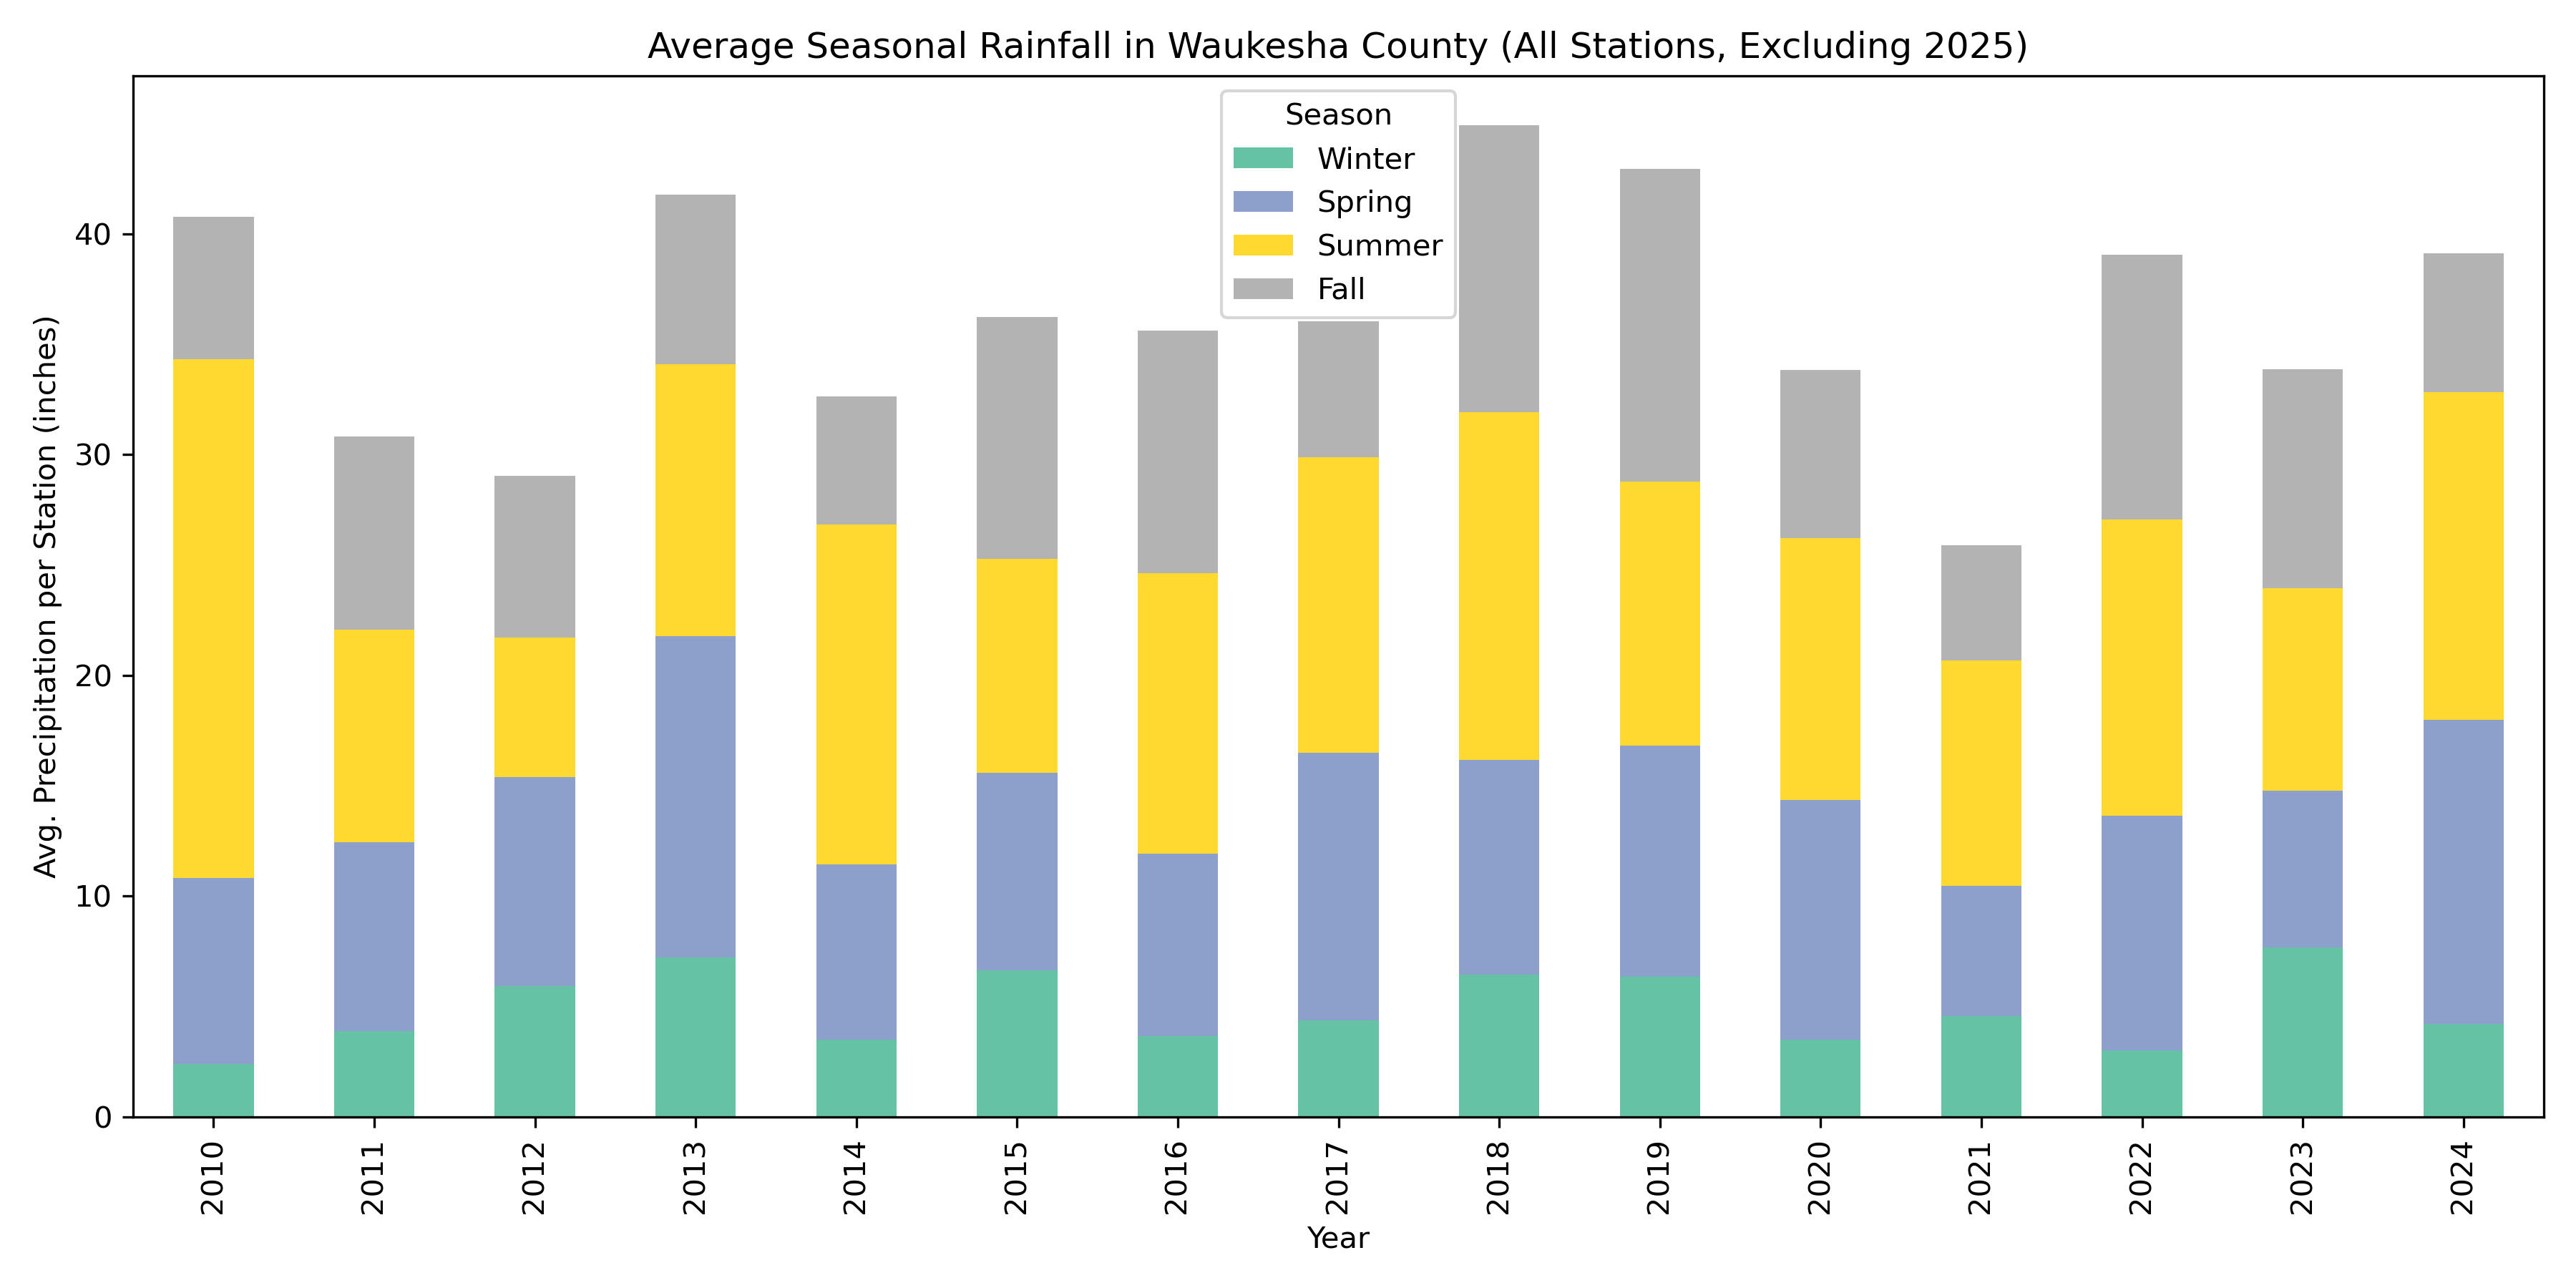 Average Seasonal Rainfall in Waukesha County (All Stations, Excluding 2025)
Season
Winter
Spring
Summer
Fall
Avg. Precipitation per Station (inches)
40
30
20
10
0
2010 2011 2012 2013 2014 2015 2016 2017 2018 2019 2020 2021 2022 2023 2024
Year